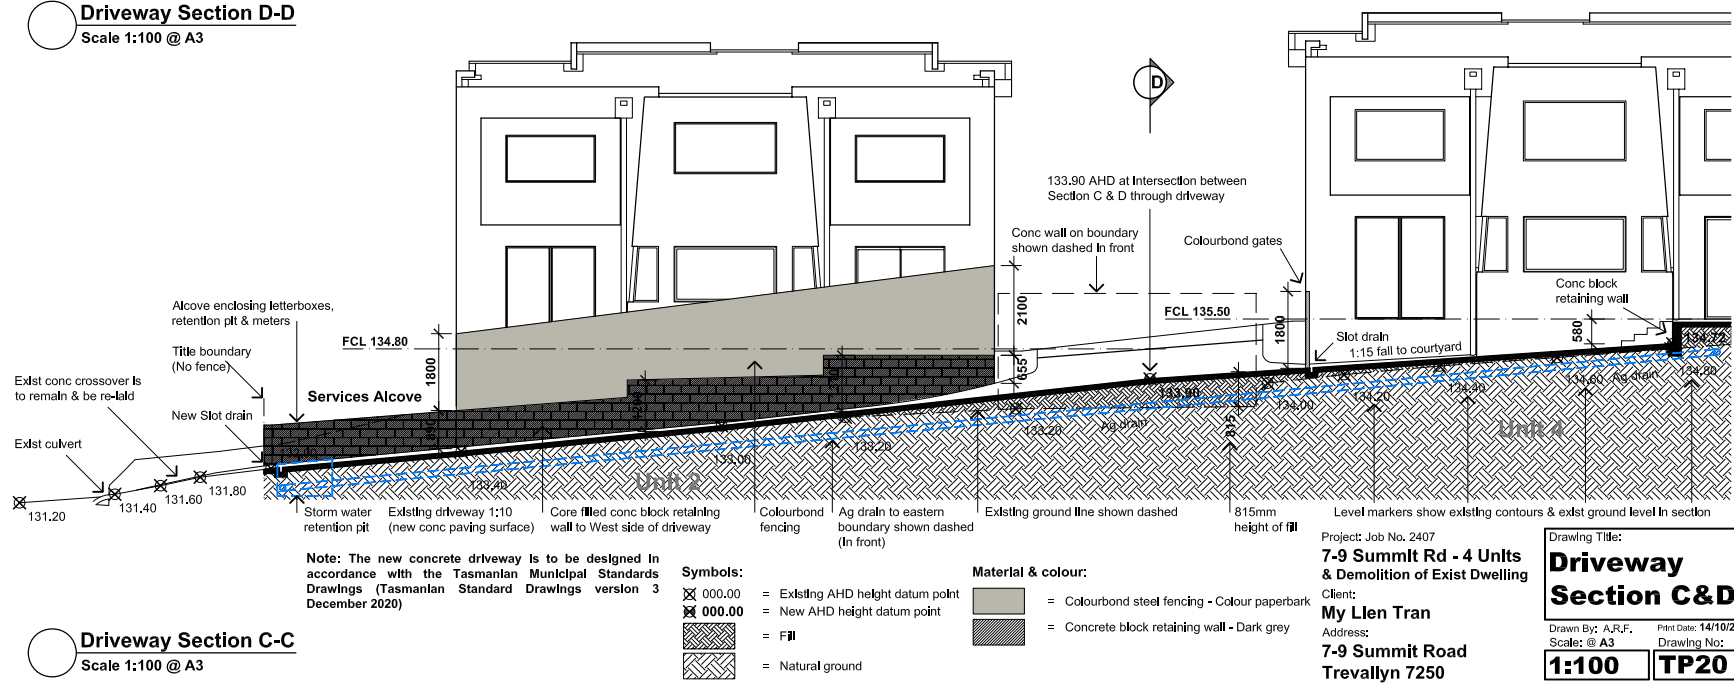 Driveway Section D-D
Scale 1:100 @ A3
D
133.90 AHD at Intersection between
Section C & D through driveway
Conc wall on boundary
shown dashed in front
Colourbond gates
Conc block
retaining wall
Alcove enclosing letterboxes,
retention pit & meters
FCL 134.80
FCL 135.50
2100
1800
580
Slot drain
1:15 fall to courtyard
134.72
Title boundary
(No fence)
1800
655
Exist conc crossover is
to remain & be re-laid
Services Alcove
New Slot drain
Exist culvert
890
1200
815
133.90
134.00
134.20
134.40
134.60
134.80
Ag drain
Ag drain
133.20
133.20
133.00
133.40
Unit 2
Unit 4
131.80
131.60
131.40
131.20
Storm water
retention pit
Existing driveway 1:10
(new conc paving surface)
Core filled conc block retaining
wall to West side of driveway
Colourbond
fencing
Ag drain to eastern
boundary shown dashed
(in front)
Existing ground line shown dashed
815mm
height of fill
Level markers show existing contours & exist ground level in section
Note: The new concrete driveway is to be designed in
accordance with the Tasmanian Municipal Standards
Drawings (Tasmanian Standard Drawings version 3
December 2020)
Symbols:
000.00 = Existing AHD height datum point
000.00 = New AHD height datum point
= Fill
= Natural ground
Material & colour:
= Colourbond steel fencing - Colour paperbark
= Concrete block retaining wall - Dark grey
Project: Job No. 2407
7-9 Summit Rd - 4 Units
& Demolition of Exist Dwelling
Client:
My Lien Tran
Address:
7-9 Summit Road
Trevallyn 7250
Drawing Title:
Driveway
Section C&D
Drawn By: A.R.F.
Print Date: 14/10/2
Scale: @ A3
Drawing No:
1:100
TP20
Driveway Section C-C
Scale 1:100 @ A3